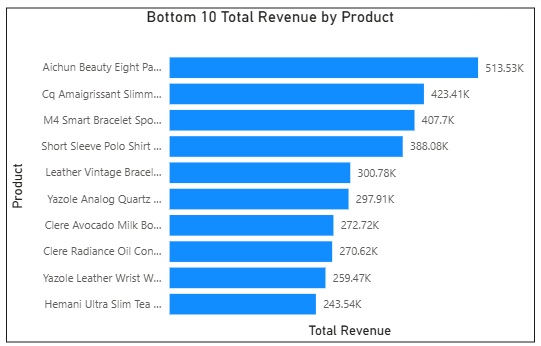 Bottom 10 Total Revenue by Product
Aichun Beauty Eight Pa... 513.53K
Cq Amaigrissant Slimm... 423.41K
M4 Smart Bracelet Spo... 407.7K
Short Sleeve Polo Shirt ... 388.08K
Leather Vintage Bracel... 300.78K
Yazole Analog Quartz ... 297.91K
Clere Avocado Milk Bo... 272.72K
Clere Radiance Oil Con... 270.62K
Yazole Leather Wrist W... 259.47K
Hemani Ultra Slim Tea ... 243.54K
Product
Total Revenue